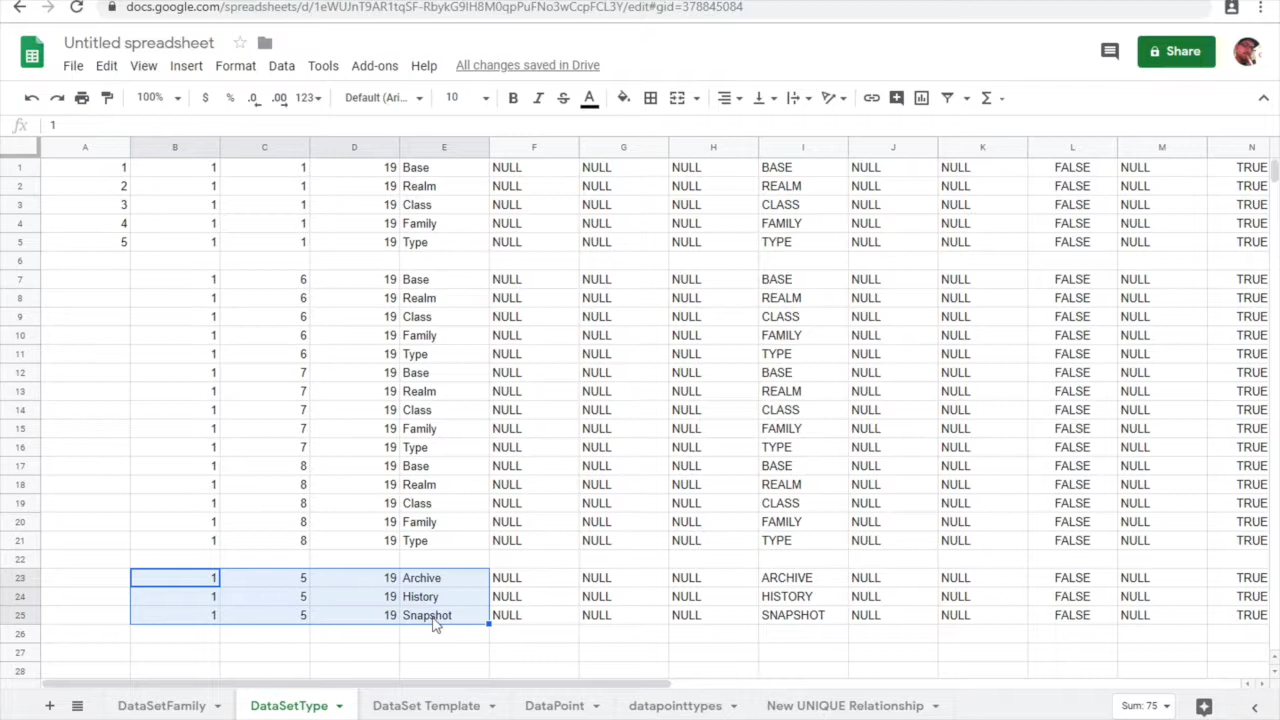 docs.google.com/spreadsheets/d/1eWUJnT9AR1tqSF-RbykG9IH8M0qpPuFNo3wCcpFCL3Y/edit#gid=378845084
Untitled spreadsheet
File Edit View Insert Format Data Tools Add-ons Help All changes saved in Drive
Share
100% $ % .0 .00 123 Default (Ari... 10 B I S A
fx 1
A B C D E F G H I J K L M N
1 1 1 1 19 Base NULL NULL NULL BASE NULL NULL FALSE NULL TRUE
2 2 1 1 19 Realm NULL NULL NULL REALM NULL NULL FALSE NULL TRUE
3 3 1 1 19 Class NULL NULL NULL CLASS NULL NULL FALSE NULL TRUE
4 4 1 1 19 Family NULL NULL NULL FAMILY NULL NULL FALSE NULL TRUE
5 5 1 1 19 Type NULL NULL NULL TYPE NULL NULL FALSE NULL TRUE
6
7 1 6 19 Base NULL NULL NULL BASE NULL NULL FALSE NULL TRUE
8 1 6 19 Realm NULL NULL NULL REALM NULL NULL FALSE NULL TRUE
9 1 6 19 Class NULL NULL NULL CLASS NULL NULL FALSE NULL TRUE
10 1 6 19 Family NULL NULL NULL FAMILY NULL NULL FALSE NULL TRUE
11 1 6 19 Type NULL NULL NULL TYPE NULL NULL FALSE NULL TRUE
12 1 7 19 Base NULL NULL NULL BASE NULL NULL FALSE NULL TRUE
13 1 7 19 Realm NULL NULL NULL REALM NULL NULL FALSE NULL TRUE
14 1 7 19 Class NULL NULL NULL CLASS NULL NULL FALSE NULL TRUE
15 1 7 19 Family NULL NULL NULL FAMILY NULL NULL FALSE NULL TRUE
16 1 7 19 Type NULL NULL NULL TYPE NULL NULL FALSE NULL TRUE
17 1 8 19 Base NULL NULL NULL BASE NULL NULL FALSE NULL TRUE
18 1 8 19 Realm NULL NULL NULL REALM NULL NULL FALSE NULL TRUE
19 1 8 19 Class NULL NULL NULL CLASS NULL NULL FALSE NULL TRUE
20 1 8 19 Family NULL NULL NULL FAMILY NULL NULL FALSE NULL TRUE
21 1 8 19 Type NULL NULL NULL TYPE NULL NULL FALSE NULL TRUE
22
23 1 5 19 Archive NULL NULL NULL ARCHIVE NULL NULL FALSE NULL TRUE
24 1 5 19 History NULL NULL NULL HISTORY NULL NULL FALSE NULL TRUE
25 1 5 19 Snapshot NULL NULL NULL SNAPSHOT NULL NULL FALSE NULL TRUE
26
27
28
DataSetFamily DataSetType DataSet Template DataPoint datapointtypes New UNIQUE Relationship Sum: 75